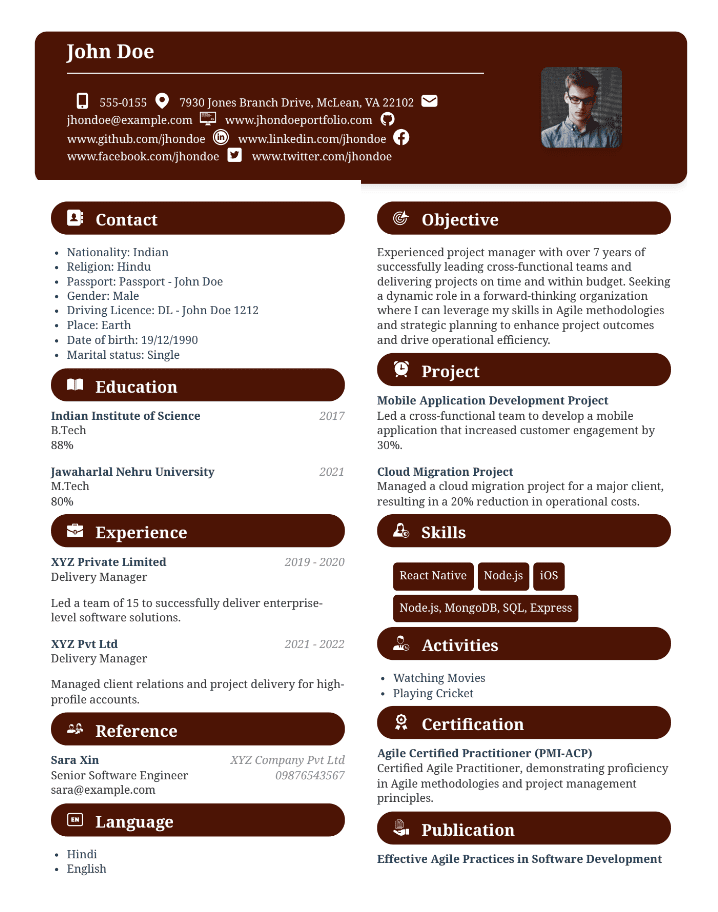 John Doe
555-0155 7930 Jones Branch Drive, McLean, VA 22102
jhondoe@example.com www.jhondoeportfolio.com
www.github.com/jhondoe www.linkedin.com/jhondoe
www.facebook.com/jhondoe www.twitter.com/jhondoe
Contact
• Nationality: Indian
• Religion: Hindu
• Passport: Passport - John Doe
• Gender: Male
• Driving Licence: DL - John Doe 1212
• Place: Earth
• Date of birth: 19/12/1990
• Marital status: Single
Education
Indian Institute of Science 2017
B.Tech
88%
Jawaharlal Nehru University 2021
M.Tech
80%
Experience
XYZ Private Limited 2019 - 2020
Delivery Manager
Led a team of 15 to successfully deliver enterprise-
level software solutions.
XYZ Pvt Ltd 2021 - 2022
Delivery Manager
Managed client relations and project delivery for high-
profile accounts.
Reference
Sara Xin XYZ Company Pvt Ltd
Senior Software Engineer 09876543567
sara@example.com
EN Language
• Hindi
• English
Objective
Experienced project manager with over 7 years of
successfully leading cross-functional teams and
delivering projects on time and within budget. Seeking
a dynamic role in a forward-thinking organization
where I can leverage my skills in Agile methodologies
and strategic planning to enhance project outcomes
and drive operational efficiency.
Project
Mobile Application Development Project
Led a cross-functional team to develop a mobile
application that increased customer engagement by
30%.
Cloud Migration Project
Managed a cloud migration project for a major client,
resulting in a 20% reduction in operational costs.
Skills
React Native Node.js iOS
Node.js, MongoDB, SQL, Express
Activities
• Watching Movies
• Playing Cricket
Certification
Agile Certified Practitioner (PMI-ACP)
Certified Agile Practitioner, demonstrating proficiency
in Agile methodologies and project management
principles.
Publication
Effective Agile Practices in Software Development